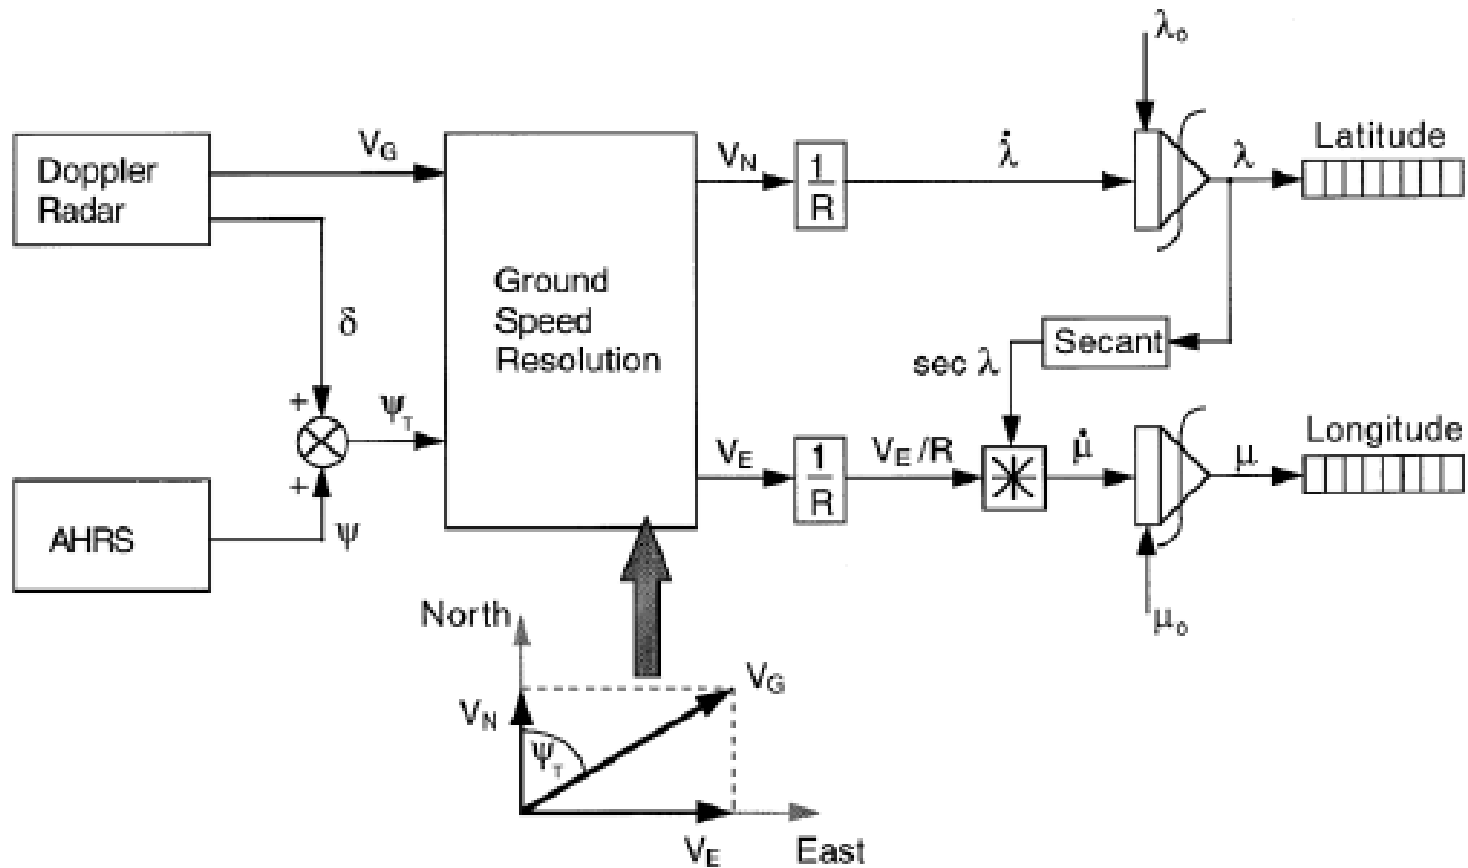 λ₀
Doppler
Radar
V_G
V_N
1
R
λ̇
λ
Latitude
Ground
Speed
Resolution
δ
+
Secant
sec λ
ψ_T
V_E
1
R
V_E/R
μ̇
μ
Longitude
+
AHRS
ψ
μ₀
North
V_N
V_G
ψ_T
V_E
East